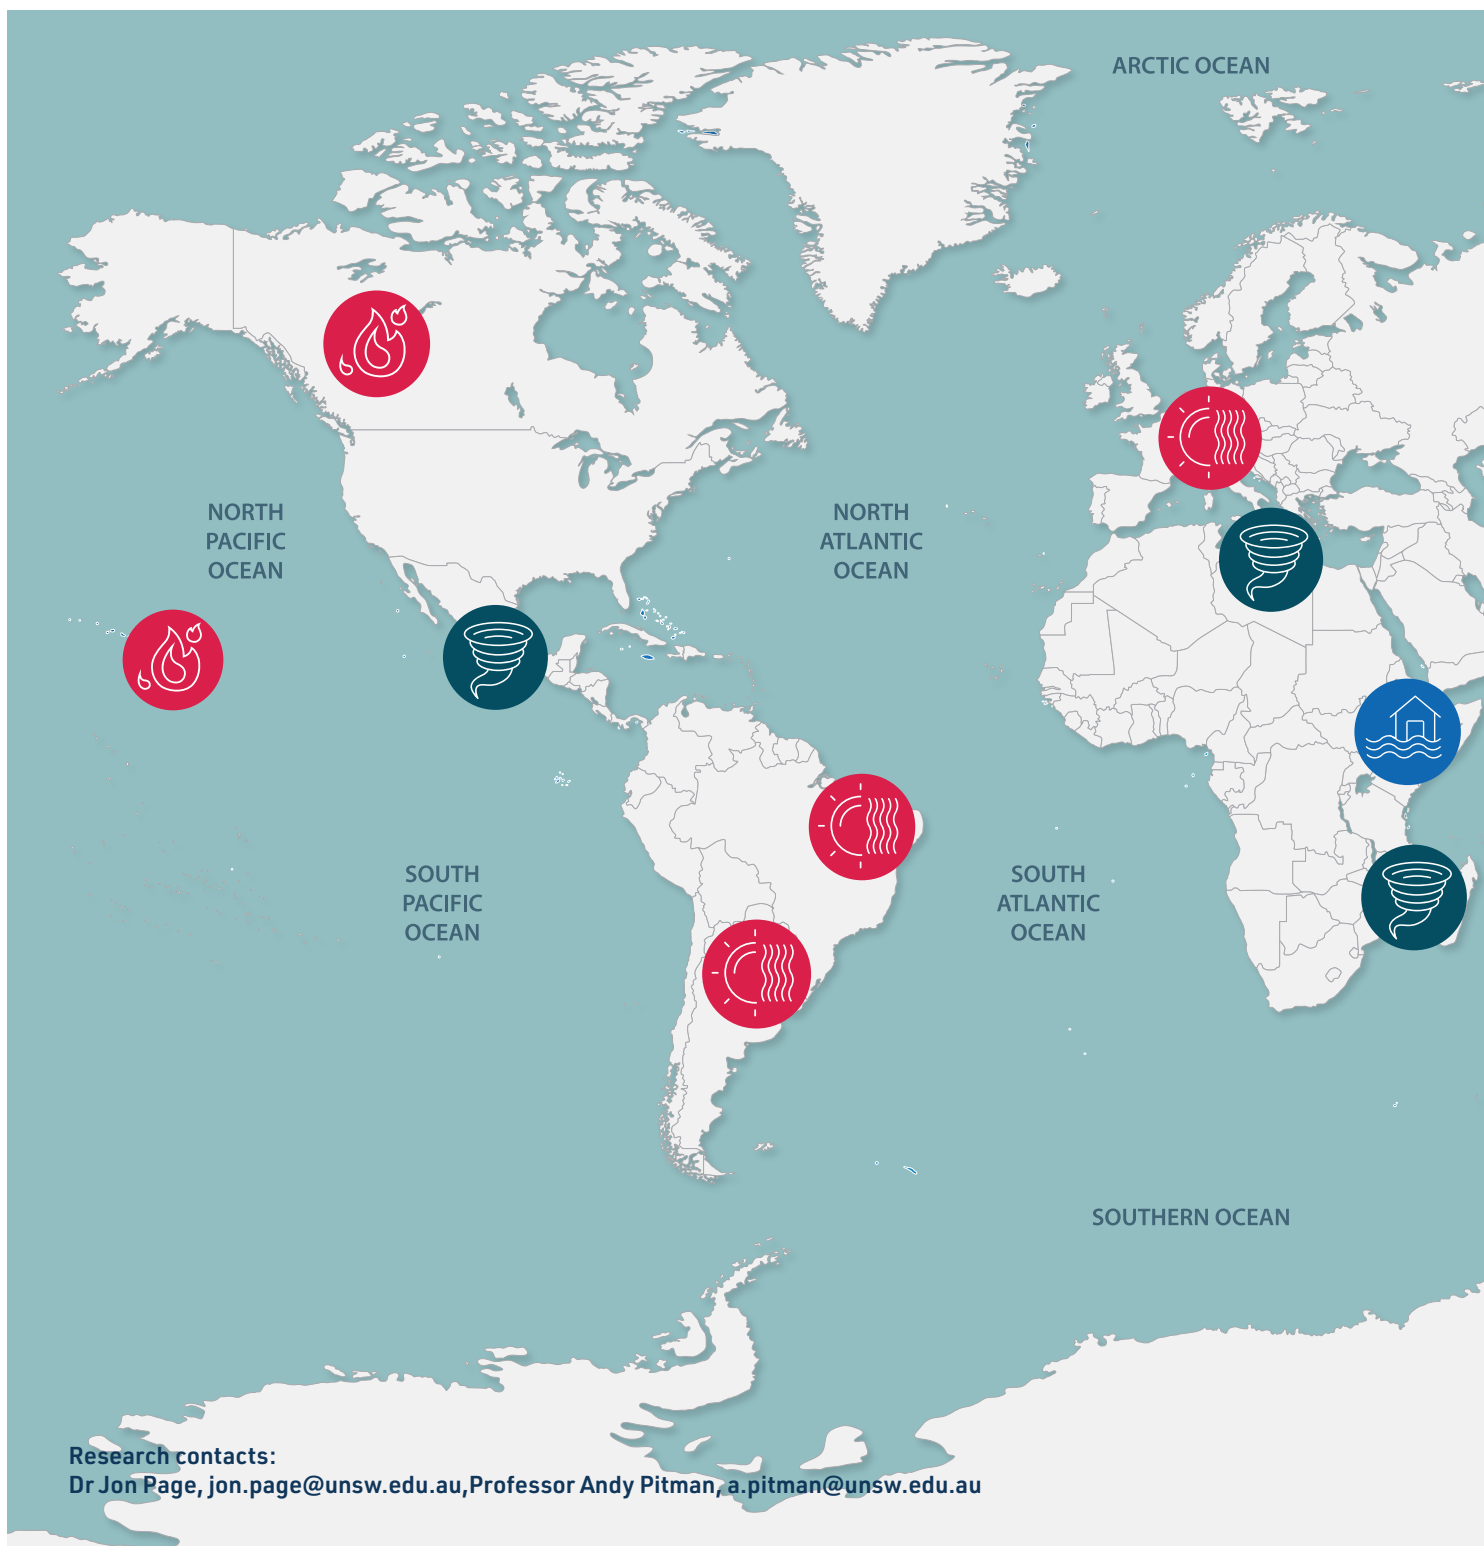 ARCTIC OCEAN
NORTH
PACIFIC
OCEAN
NORTH
ATLANTIC
OCEAN
SOUTH
PACIFIC
OCEAN
SOUTH
ATLANTIC
OCEAN
SOUTHERN OCEAN
Research contacts:
Dr Jon Page, jon.page@unsw.edu.au,Professor Andy Pitman, a.pitman@unsw.edu.au